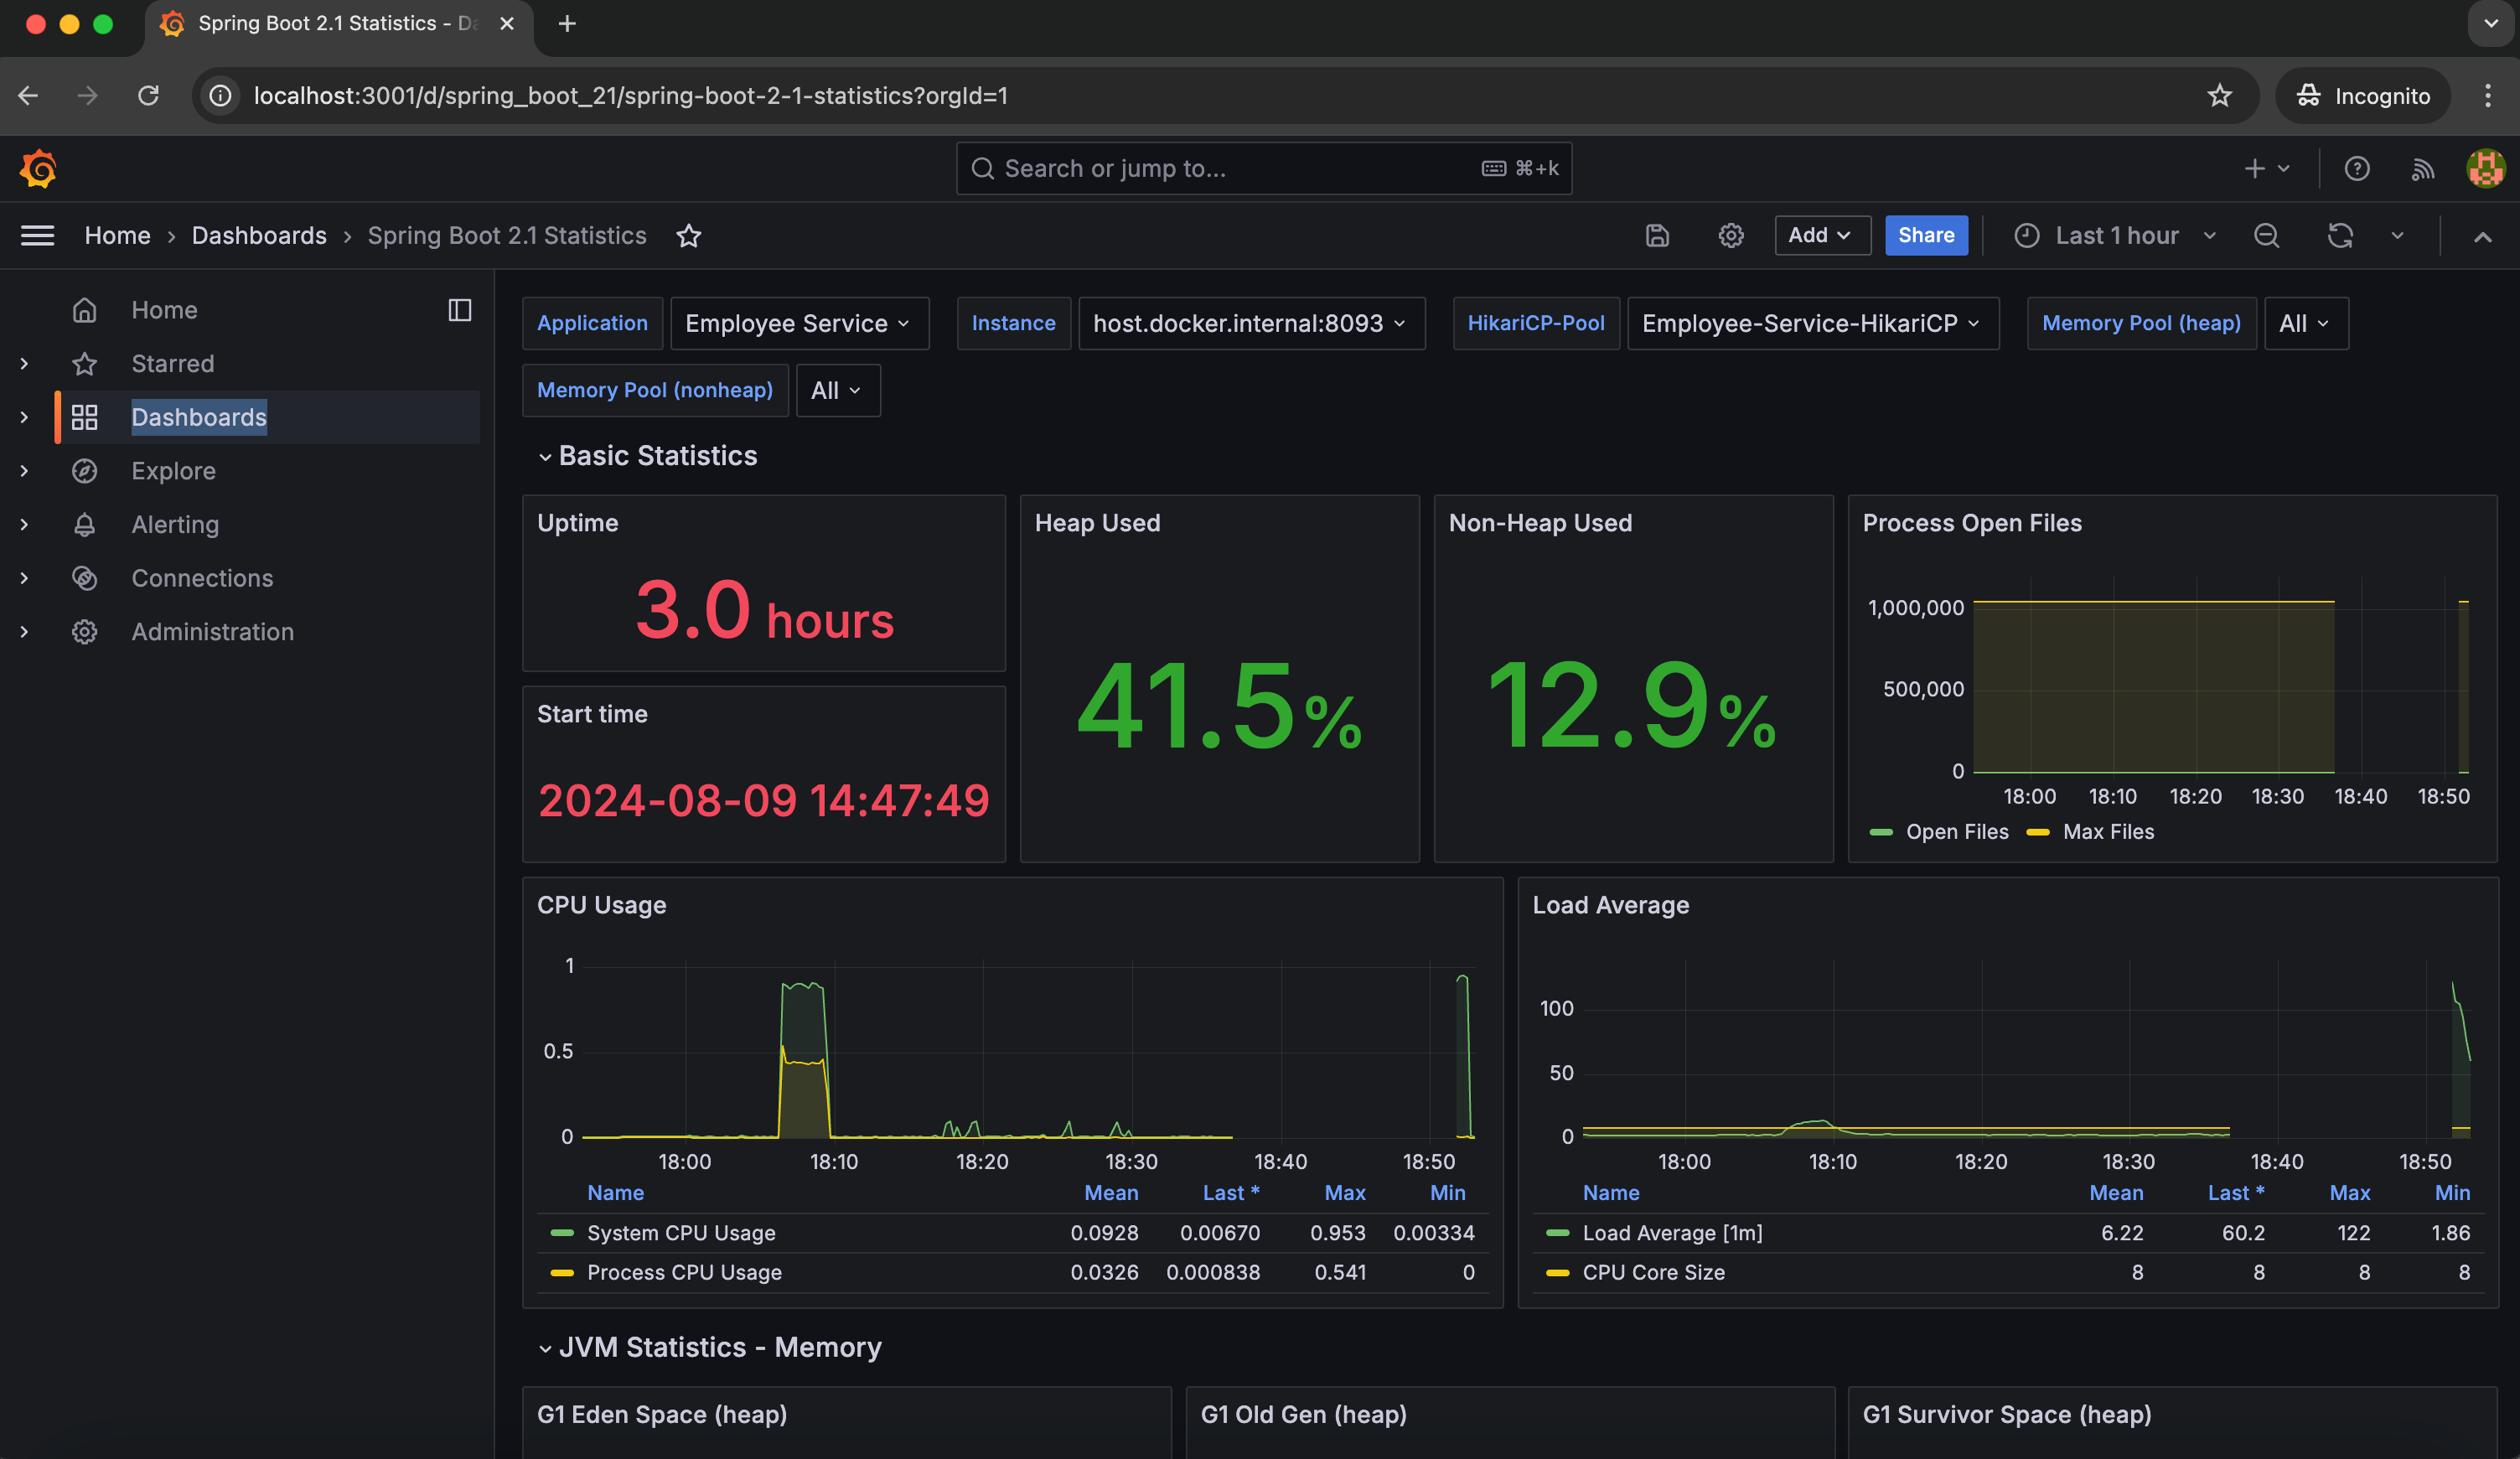 Spring Boot 2.1 Statistics - Da
localhost:3001/d/spring_boot_21/spring-boot-2-1-statistics?orgId=1
Incognito
Search or jump to...
⌘+k
Home › Dashboards › Spring Boot 2.1 Statistics
Add
Share
Last 1 hour
Home
Starred
Dashboards
Explore
Alerting
Connections
Administration
Application Employee Service
Instance host.docker.internal:8093
HikariCP-Pool Employee-Service-HikariCP
Memory Pool (heap) All
Memory Pool (nonheap) All
Basic Statistics
Uptime
3.0 hours
Start time
2024-08-09 14:47:49
Heap Used
41.5%
Non-Heap Used
12.9%
Process Open Files
1,000,000
500,000
0
18:00 18:10 18:20 18:30 18:40 18:50
Open Files Max Files
CPU Usage
1
0.5
0
18:00 18:10 18:20 18:30 18:40 18:50
Name Mean Last * Max Min
System CPU Usage 0.0928 0.00670 0.953 0.00334
Process CPU Usage 0.0326 0.000838 0.541 0
Load Average
100
50
0
18:00 18:10 18:20 18:30 18:40 18:50
Name Mean Last * Max Min
Load Average [1m] 6.22 60.2 122 1.86
CPU Core Size 8 8 8 8
JVM Statistics - Memory
G1 Eden Space (heap)
G1 Old Gen (heap)
G1 Survivor Space (heap)